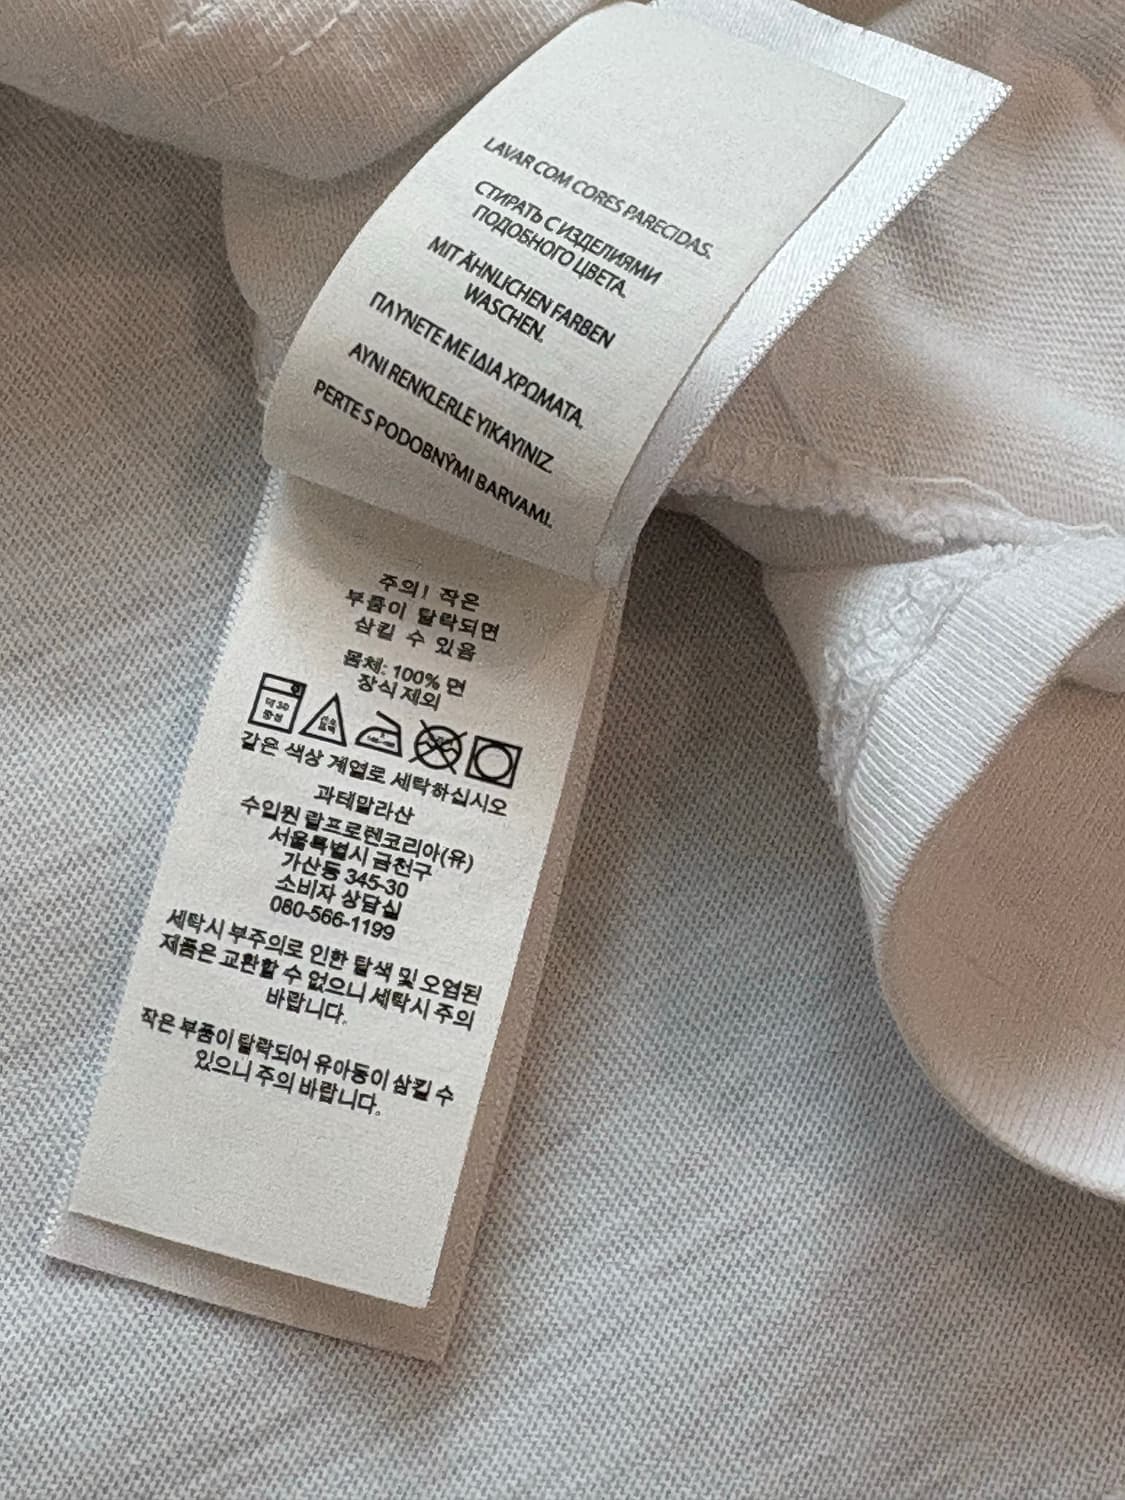 LAVAR COM CORES PARECIDAS.
СТИРАТЬ С ИЗДЕЛИЯМИ
ПОДОБНОГО ЦВЕТА.
MIT ÄHNLICHEN FARBEN
WASCHEN.
ΠΛΥΝΕΤΕ ΜΕ ΙΔΙΑ ΧΡΩΜΑΤΑ.
AYNI RENKLERLE YIKAYINIZ.
PERTE S PODOBNÝMI BARVAMI.
주의! 작은
부품이 탈락되면
삼킬 수 있음
몸체: 100% 면
장식 제외
같은 색상 계열로 세탁하십시오
과테말라산
수입원 랄프로렌코리아(유)
서울특별시 금천구
가산동 345-30
소비자 상담실
080-566-1199
세탁시 부주의로 인한 탈색 및 오염된
제품은 교환할 수 없으니 세탁시 주의
바랍니다.
작은 부품이 탈락되어 유아동이 삼킬 수
있으니 주의 바랍니다.